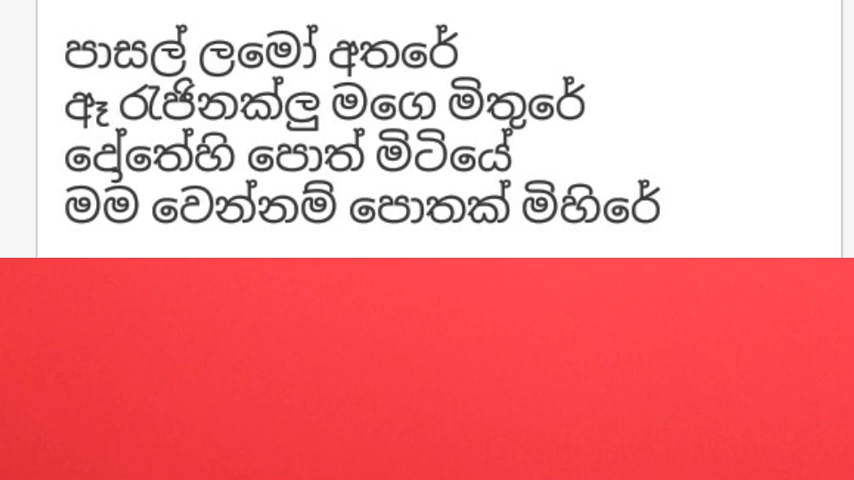 පාසල් ලමෝ අතරේ
ඈ රැජිනක්ලු මගෙ මිතුරේ
දෝතේහි පොත් මිටියේ
මම වෙන්නම් පොතක් මිහිරේ